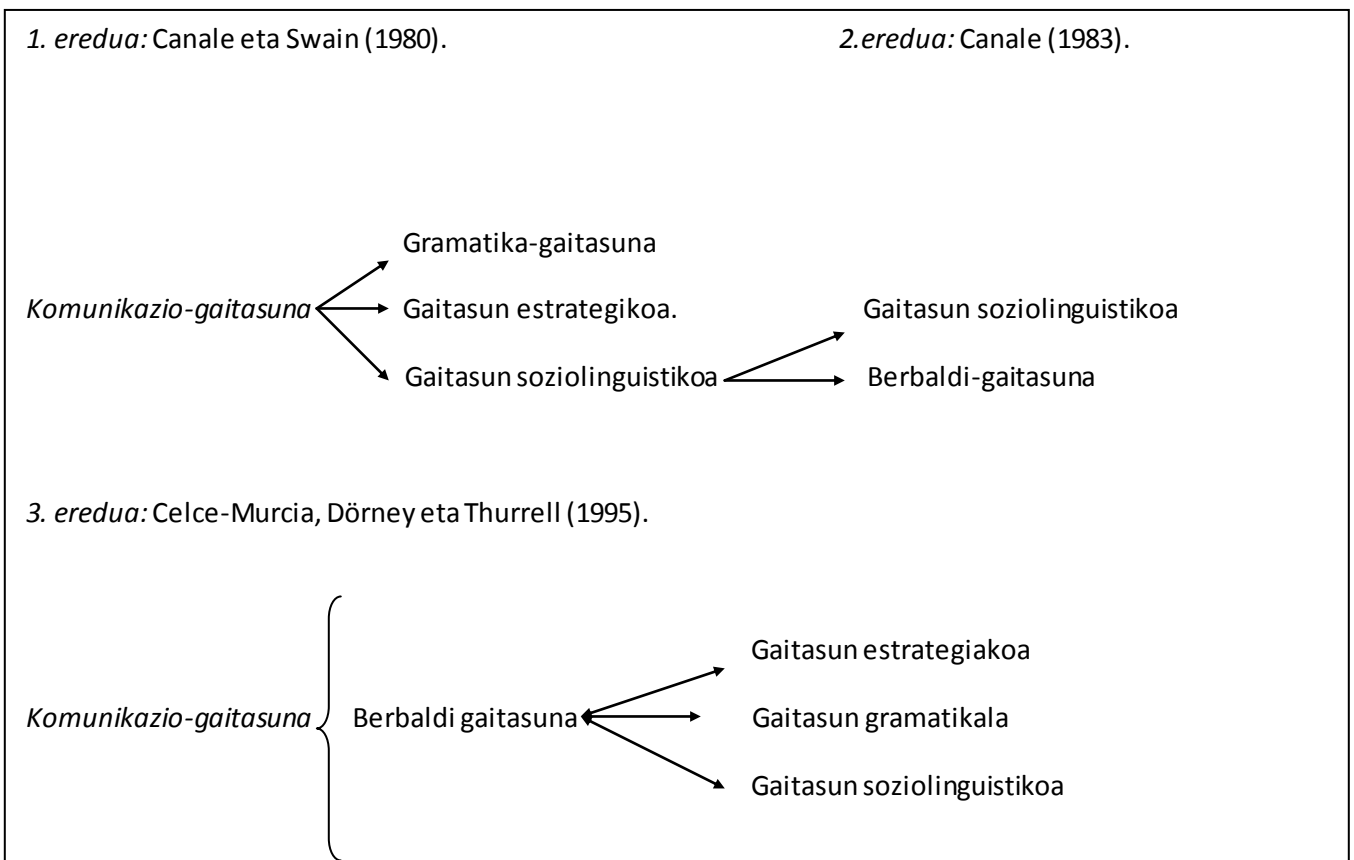 1. eredua: Canale eta Swain (1980). 2.eredua: Canale (1983).
Gramatika-gaitasuna
Komunikazio-gaitasuna Gaitasun estrategikoa. Gaitasun soziolinguistikoa
Gaitasun soziolinguistikoa Berbaldi-gaitasuna
3. eredua: Celce-Murcia, Dörney eta Thurrell (1995).
Gaitasun estrategiakoa
Komunikazio-gaitasuna Berbaldi gaitasuna Gaitasun gramatikala
Gaitasun soziolinguistikoa